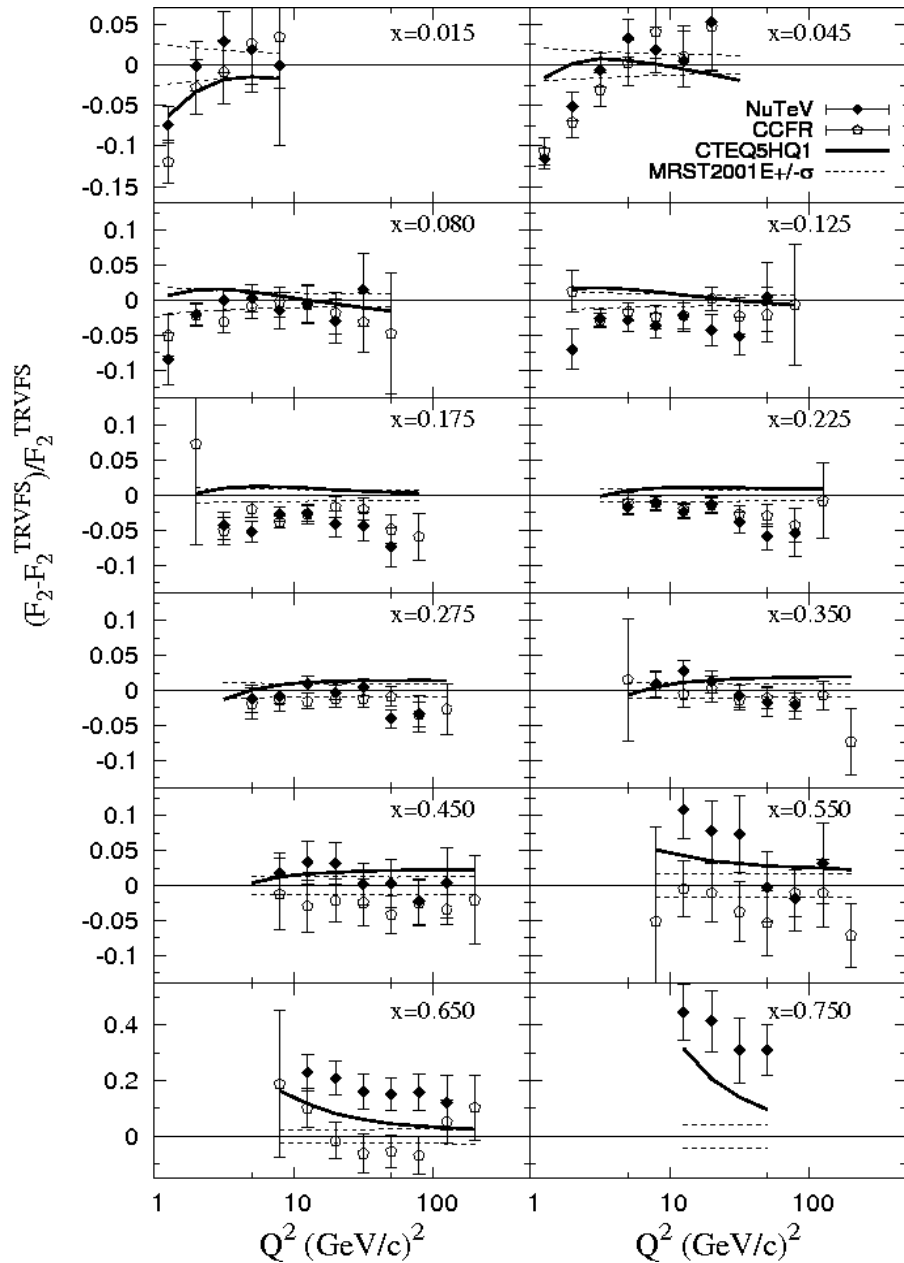 0.05
0
-0.05
-0.1
-0.15
x=0.015
x=0.045
NuTeV
CCFR
CTEQ5HQ1
MRST2001E+/-σ
0.1
0.05
0
-0.05
-0.1
x=0.080
x=0.125
0.1
0.05
0
-0.05
-0.1
x=0.175
x=0.225
(F₂-F₂^TRVFS)/F₂^TRVFS
0.1
0.05
0
-0.05
-0.1
x=0.275
x=0.350
0.1
0.05
0
-0.05
-0.1
x=0.450
x=0.550
0.4
0.2
0
x=0.650
x=0.750
1 10 100 1 10 100
Q² (GeV/c)² Q² (GeV/c)²